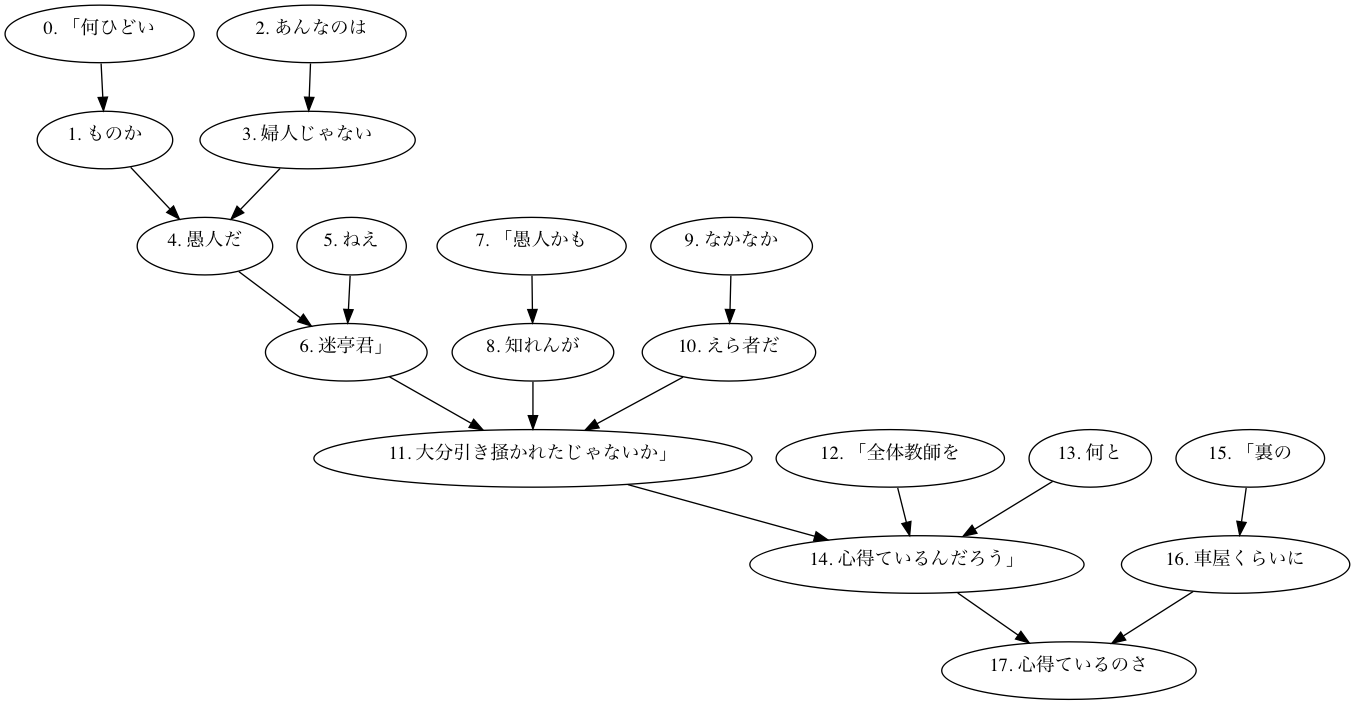 0. 「何ひどい
2. あんなのは
1. ものか
3. 婦人じゃない
4. 愚人だ
5. ねえ
7. 「愚人かも
9. なかなか
6. 迷亭君」
8. 知れんが
10. えら者だ
11. 大分引き掻かれたじゃないか」
12. 「全体教師を
13. 何と
15. 「裏の
14. 心得ているんだろう」
16. 車屋くらいに
17. 心得ているのさ